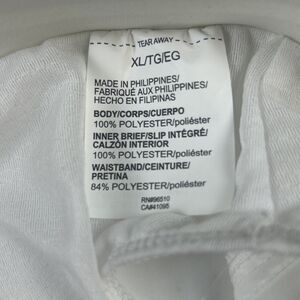 TEAR AWAY
XL/TG/EG
MADE IN PHILIPPINES/
FABRIQUÉ AUX PHILIPPINES/
HECHO EN FILIPINAS
BODY/CORPS/CUERPO
100% POLYESTER/poliéster
INNER BRIEF/SLIP INTÉGRÉ/
CALZÓN INTERIOR
100% POLYESTER/poliéster
WAISTBAND/CEINTURE/
PRETINA
84% POLYESTER/poliéster
RN#96510
CA#41095